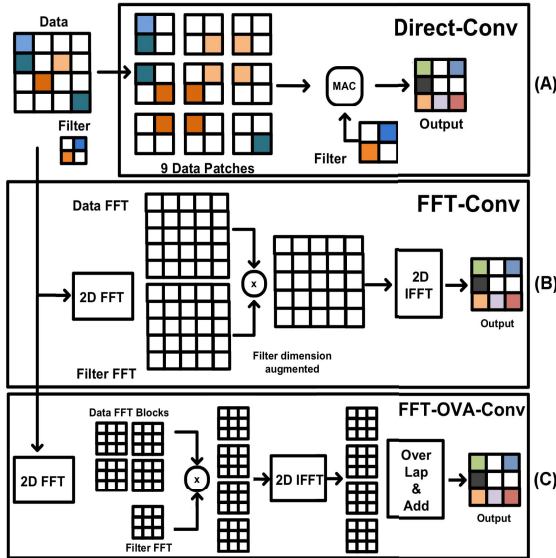 Data
Direct-Conv
(A)
MAC
Filter
Output
Filter
9 Data Patches
FFT-Conv
Data FFT
2D FFT
x
2D
IFFT
(B)
Output
Filter dimension
augmented
Filter FFT
FFT-OVA-Conv
Data FFT Blocks
2D FFT
x
2D IFFT
Over
Lap
&
Add
(C)
Output
Filter FFT